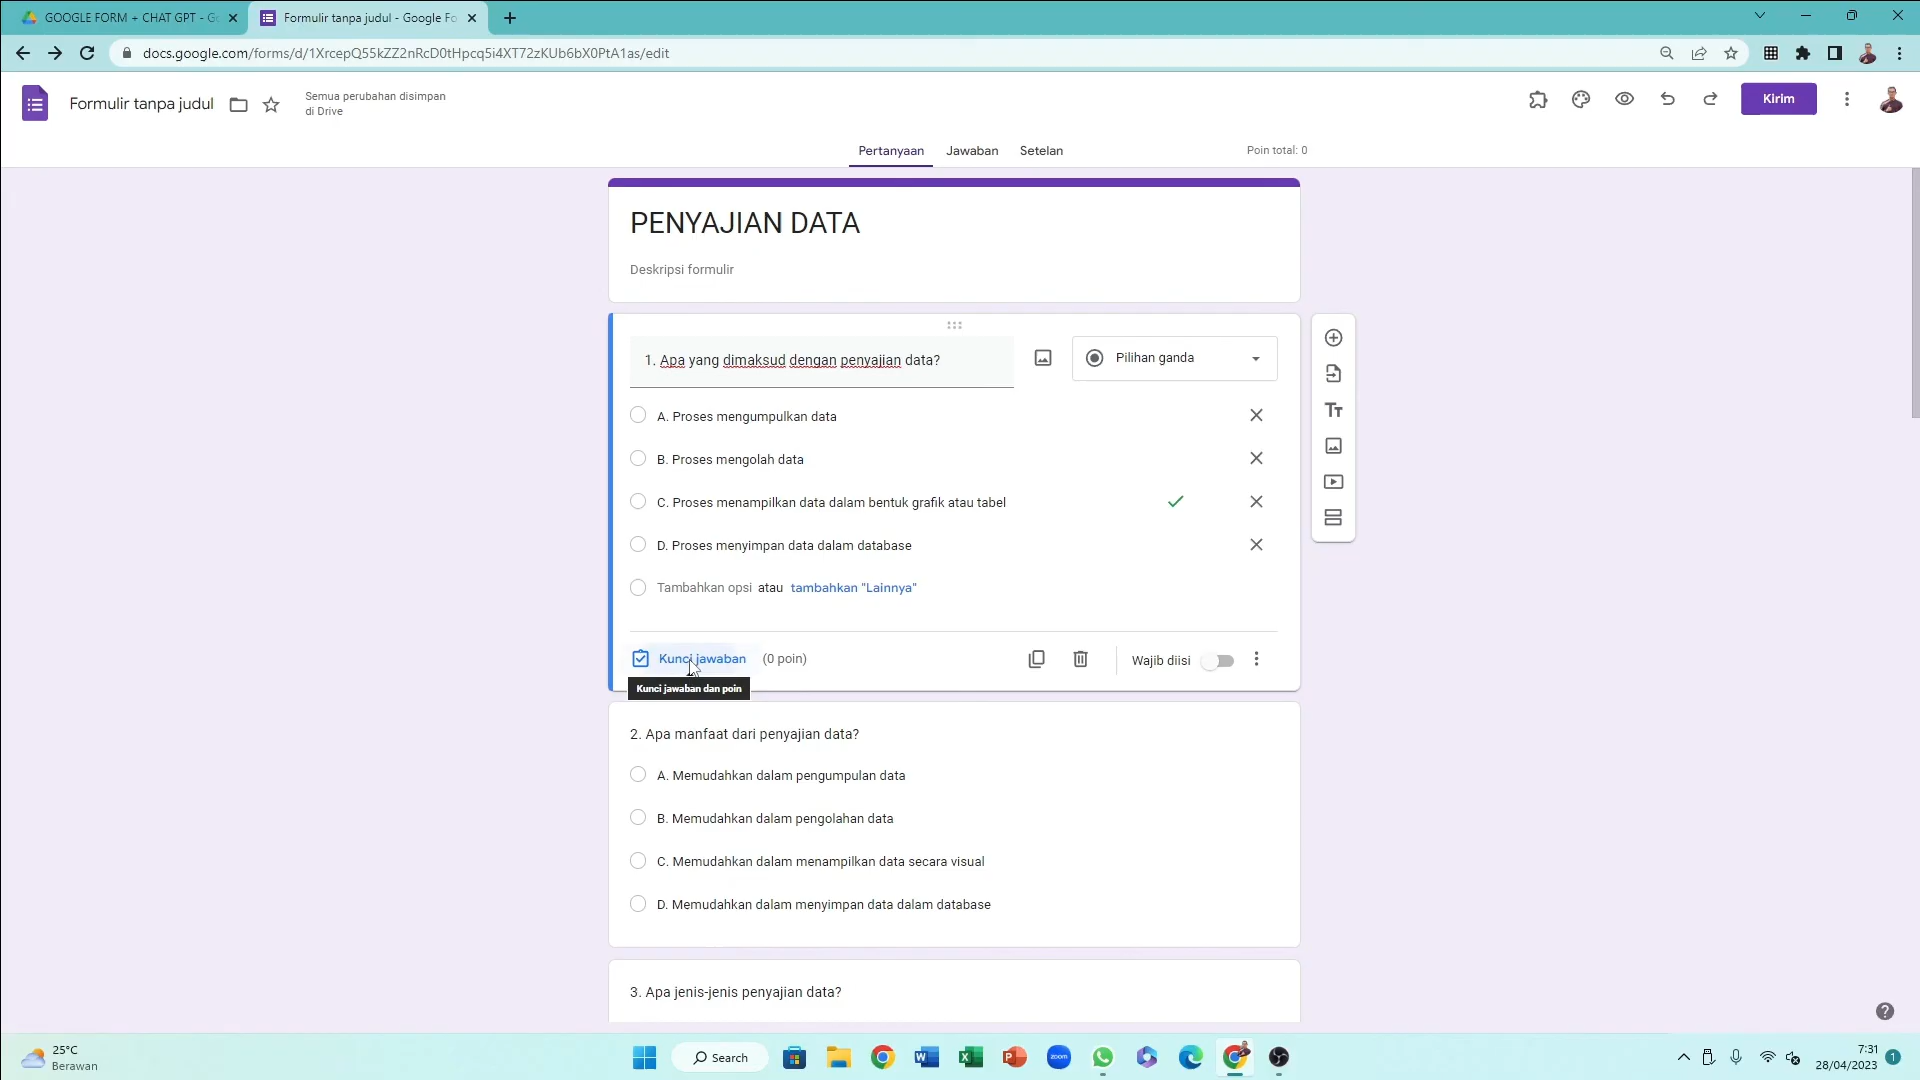 GOOGLE FORM + CHAT GPT - G
Formulir tanpa judul - Google Fo
docs.google.com/forms/d/1XrcepQ55kZZ2nRcD0tHpcq5i4XT72zKUb6bX0PtA1as/edit
Formulir tanpa judul
Semua perubahan disimpan
di Drive
Kirim
Pertanyaan Jawaban Setelan Poin total: 0
PENYAJIAN DATA
Deskripsi formulir
1. Apa yang dimaksud dengan penyajian data?
Pilihan ganda
A. Proses mengumpulkan data
B. Proses mengolah data
C. Proses menampilkan data dalam bentuk grafik atau tabel
D. Proses menyimpan data dalam database
Tambahkan opsi atau tambahkan "Lainnya"
Kunci jawaban (0 poin) Wajib diisi
Kunci jawaban dan poin
2. Apa manfaat dari penyajian data?
A. Memudahkan dalam pengumpulan data
B. Memudahkan dalam pengolahan data
C. Memudahkan dalam menampilkan data secara visual
D. Memudahkan dalam menyimpan data dalam database
3. Apa jenis-jenis penyajian data?
25°C
Berawan
Search
zoom
7:31
28/04/2023
1